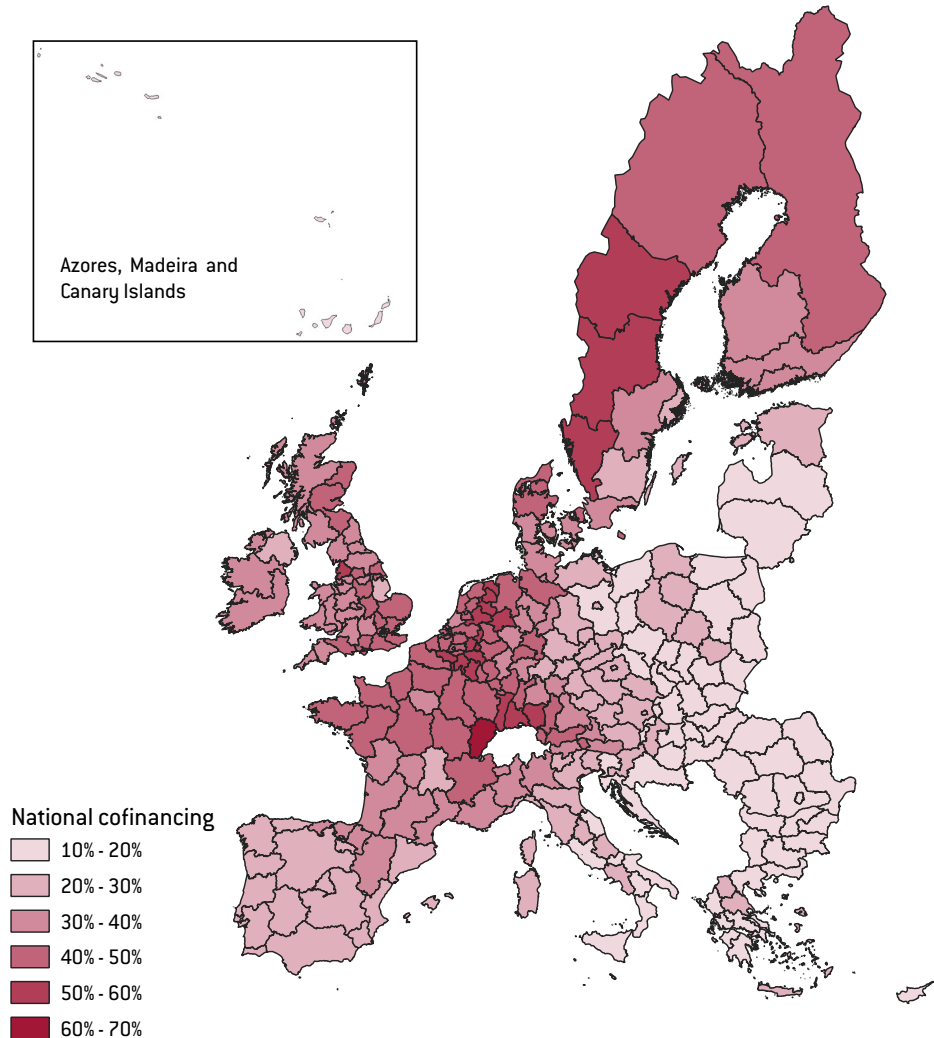 Azores, Madeira and
Canary Islands
National cofinancing
10% - 20%
20% - 30%
30% - 40%
40% - 50%
50% - 60%
60% - 70%